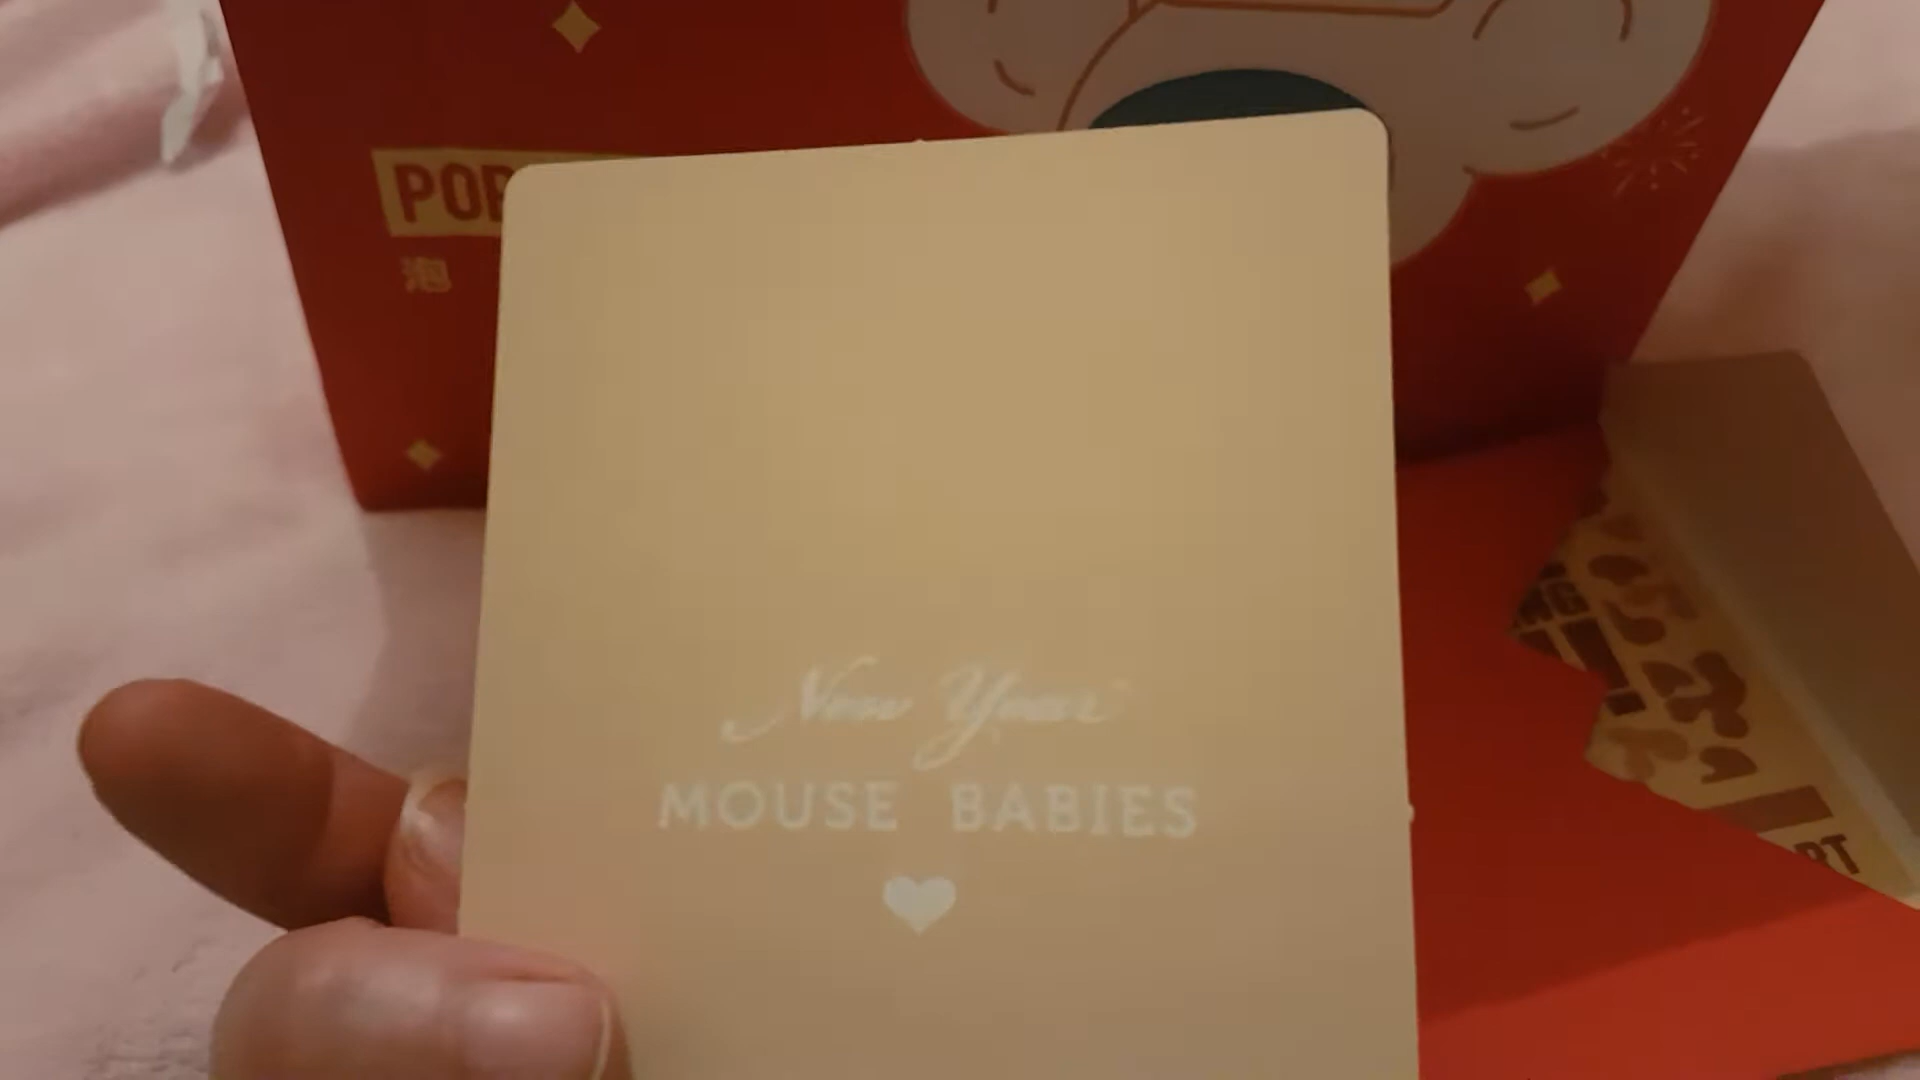 POP
泡
New Year
MOUSE BABIES
RT